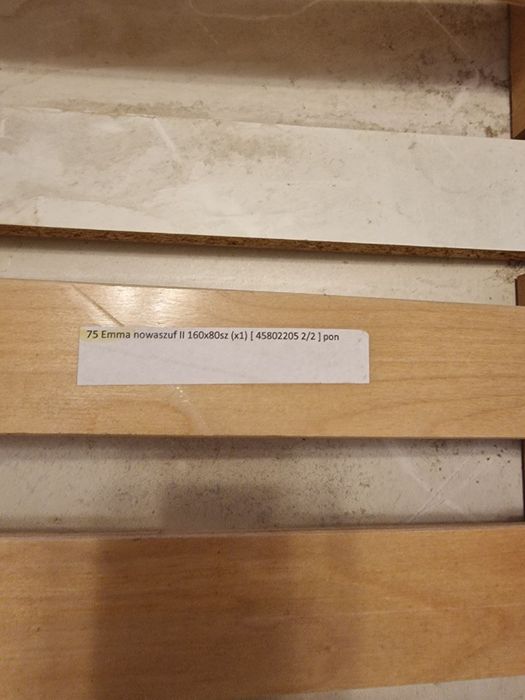 75 Emma nowaszuf II 160x80sz (x1) [ 45802205 2/2 ] pon